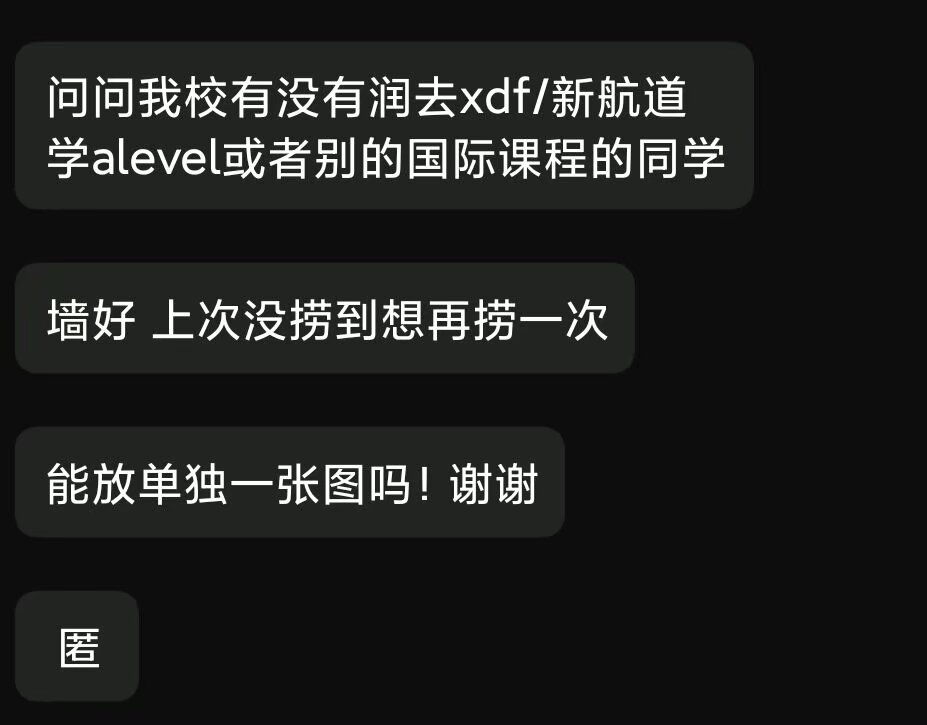 问问我校有没有润去xdf/新航道
学alevel或者别的国际课程的同学
墙好 上次没捞到想再捞一次
能放单独一张图吗！谢谢
匿